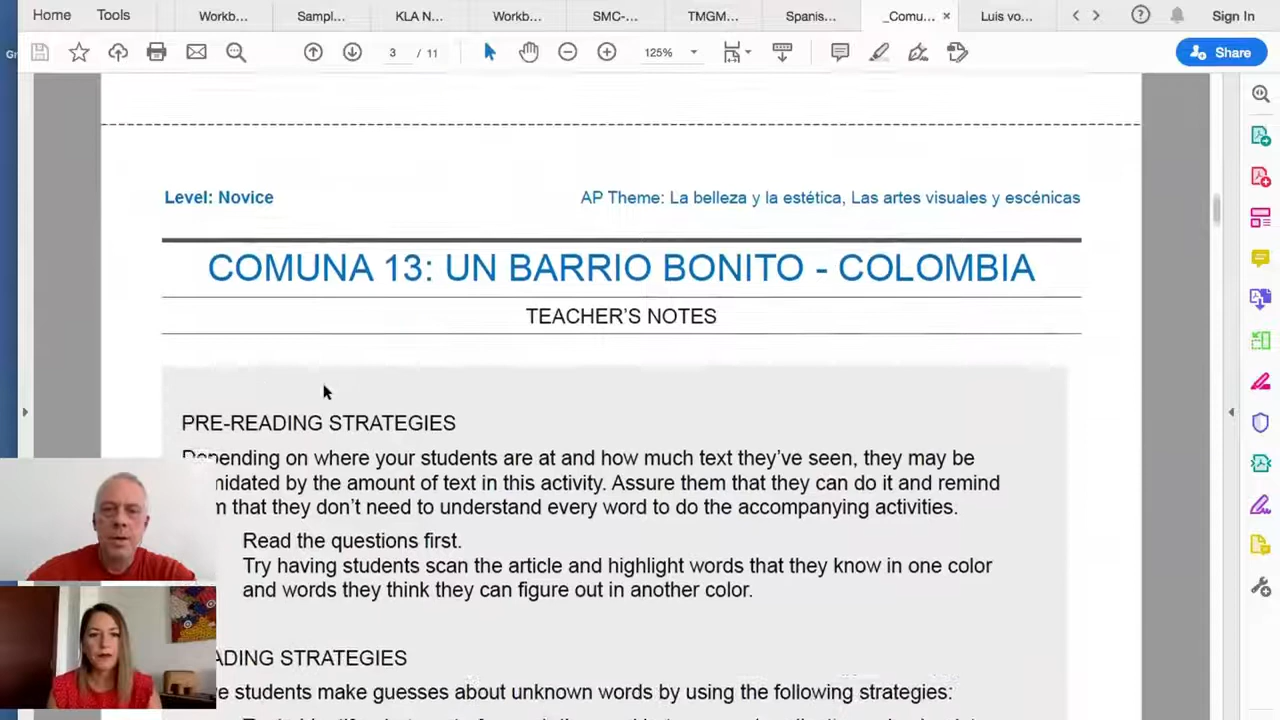 Home Tools Workb... Sampl... KLA N... Workb... SMC-... TMGM... Spanis... _Comu... × Luis vo... Sign In
3 / 11 125% Share
Level: Novice AP Theme: La belleza y la estética, Las artes visuales y escénicas
COMUNA 13: UN BARRIO BONITO - COLOMBIA
TEACHER'S NOTES
PRE-READING STRATEGIES
Depending on where your students are at and how much text they've seen, they may be
midated by the amount of text in this activity. Assure them that they can do it and remind
m that they don't need to understand every word to do the accompanying activities.
Read the questions first.
Try having students scan the article and highlight words that they know in one color
and words they think they can figure out in another color.
ADING STRATEGIES
e students make guesses about unknown words by using the following strategies: